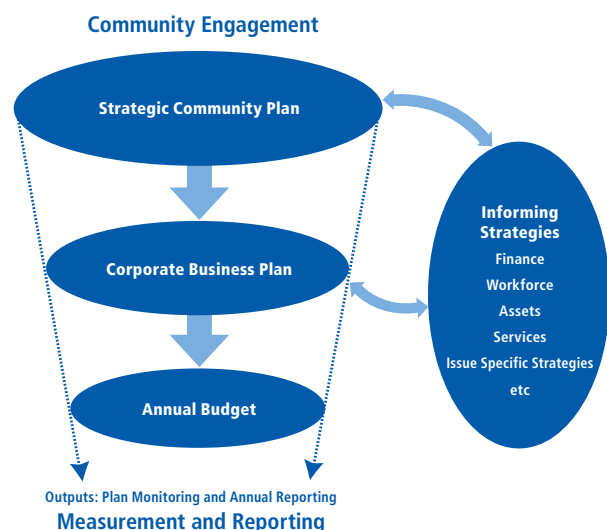 Community Engagement
Strategic Community Plan
Corporate Business Plan
Annual Budget
Informing
Strategies
Finance
Workforce
Assets
Services
Issue Specific Strategies
etc
Outputs: Plan Monitoring and Annual Reporting
Measurement and Reporting